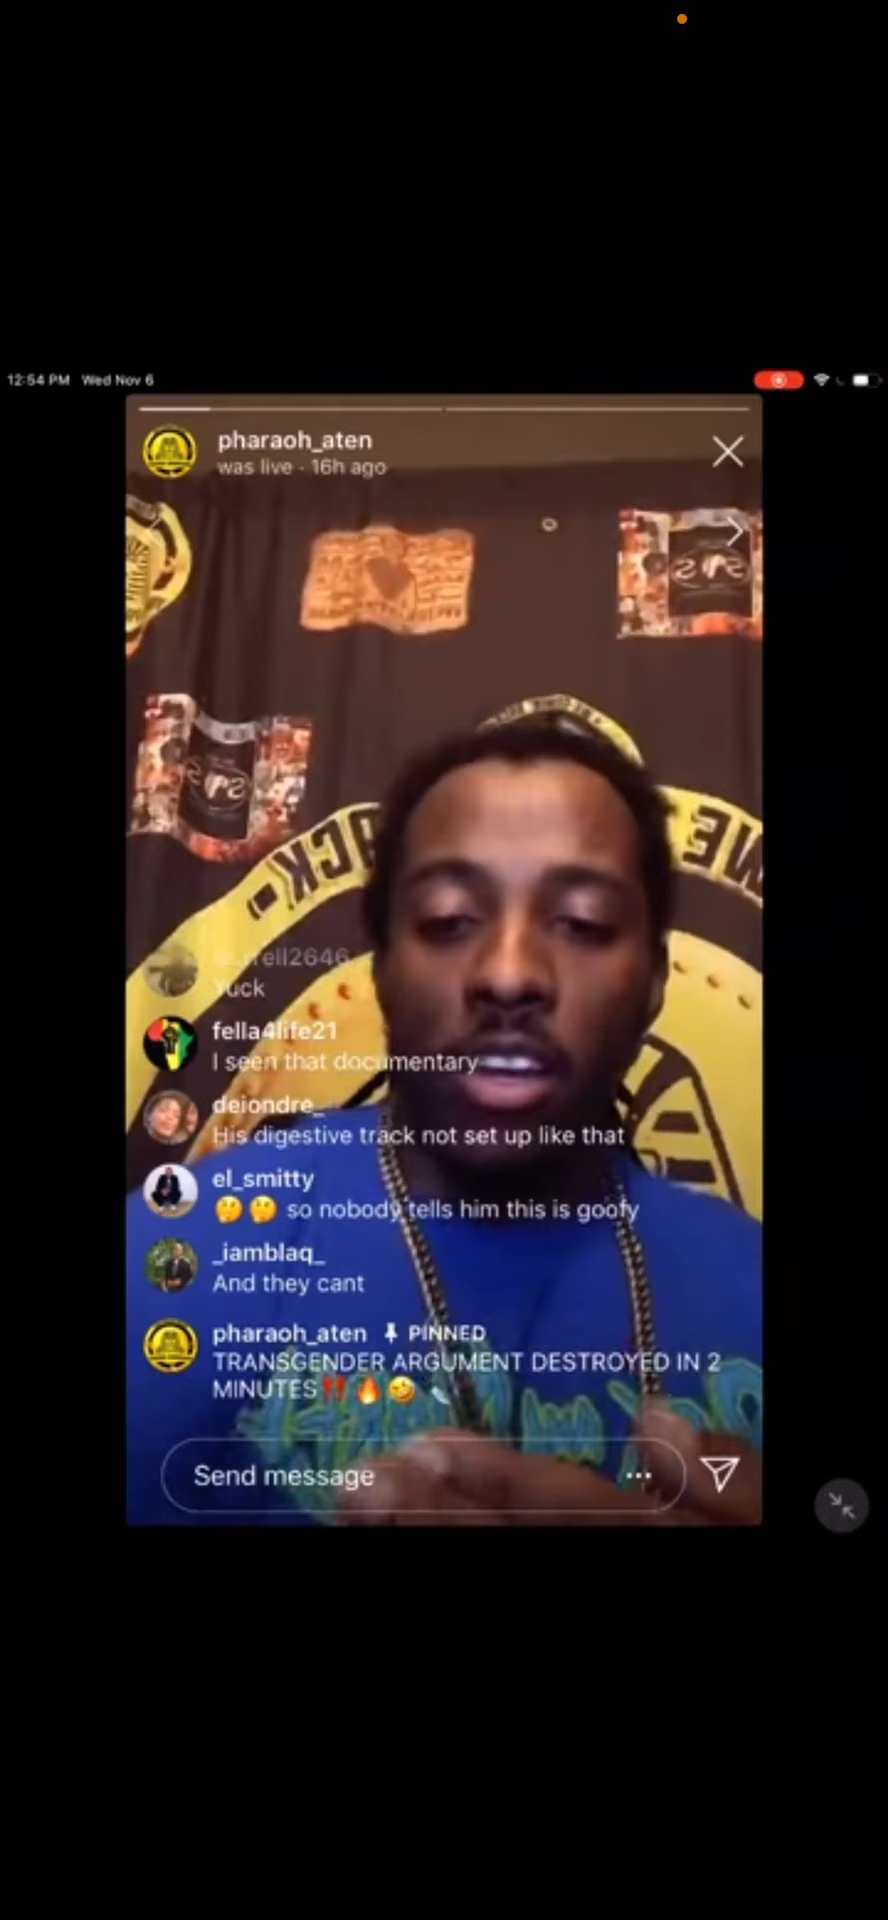 12:54 PM Wed Nov 6
pharaoh_aten
was live · 16h ago
Yuck
fella4life21
I seen that documentary
deiondre_
His digestive track not set up like that
el_smitty
🤔🤔 so nobody tells him this is goofy
_iamblaq_
And they cant
pharaoh_aten 📌 PINNED
TRANSGENDER ARGUMENT DESTROYED IN 2
MINUTES‼️🔥🤣
Send message